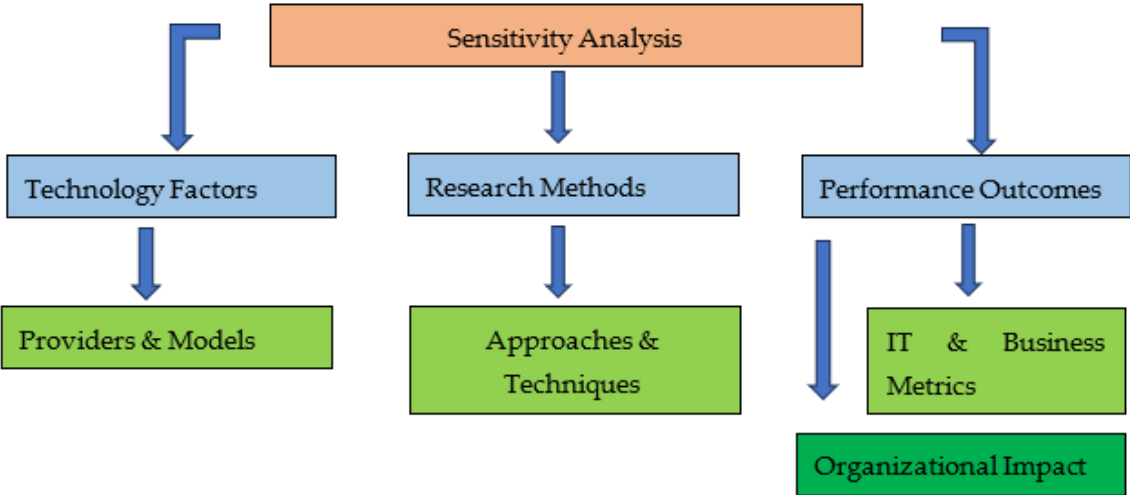 Sensitivity Analysis
Technology Factors
Research Methods
Performance Outcomes
Providers & Models
Approaches &
Techniques
IT & Business
Metrics
Organizational Impact